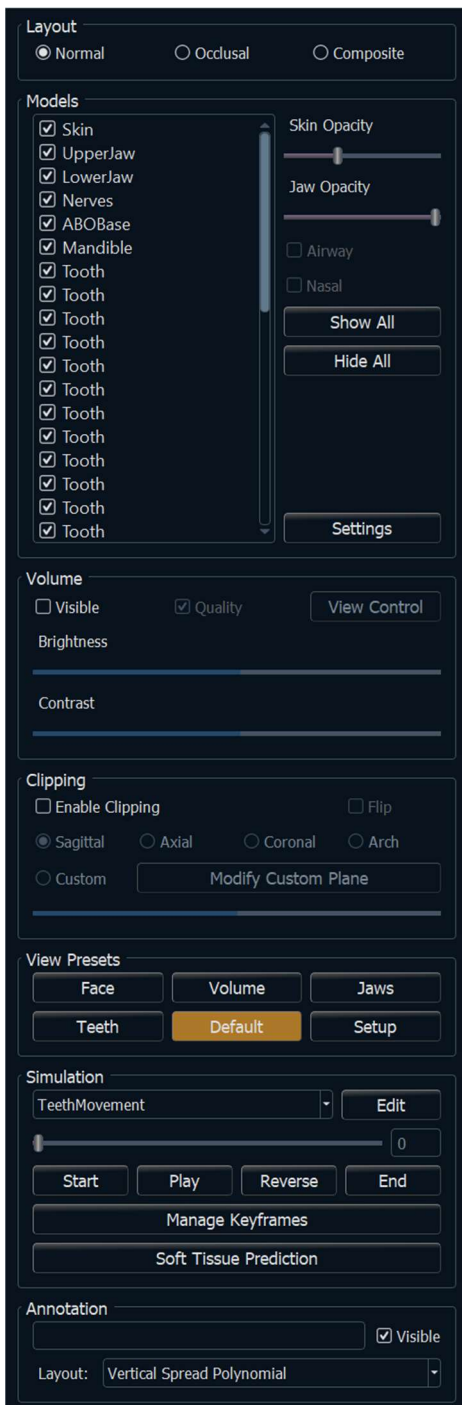 Layout
Normal Occlusal Composite
Models
Skin
UpperJaw
LowerJaw
Nerves
ABOBase
Mandible
Tooth
Tooth
Tooth
Tooth
Tooth
Tooth
Tooth
Tooth
Tooth
Tooth
Tooth
Tooth
Skin Opacity
Jaw Opacity
Airway
Nasal
Show All
Hide All
Settings
Volume
Visible Quality View Control
Brightness
Contrast
Clipping
Enable Clipping Flip
Sagittal Axial Coronal Arch
Custom Modify Custom Plane
View Presets
Face Volume Jaws
Teeth Default Setup
Simulation
TeethMovement Edit
0
Start Play Reverse End
Manage Keyframes
Soft Tissue Prediction
Annotation
Visible
Layout: Vertical Spread Polynomial